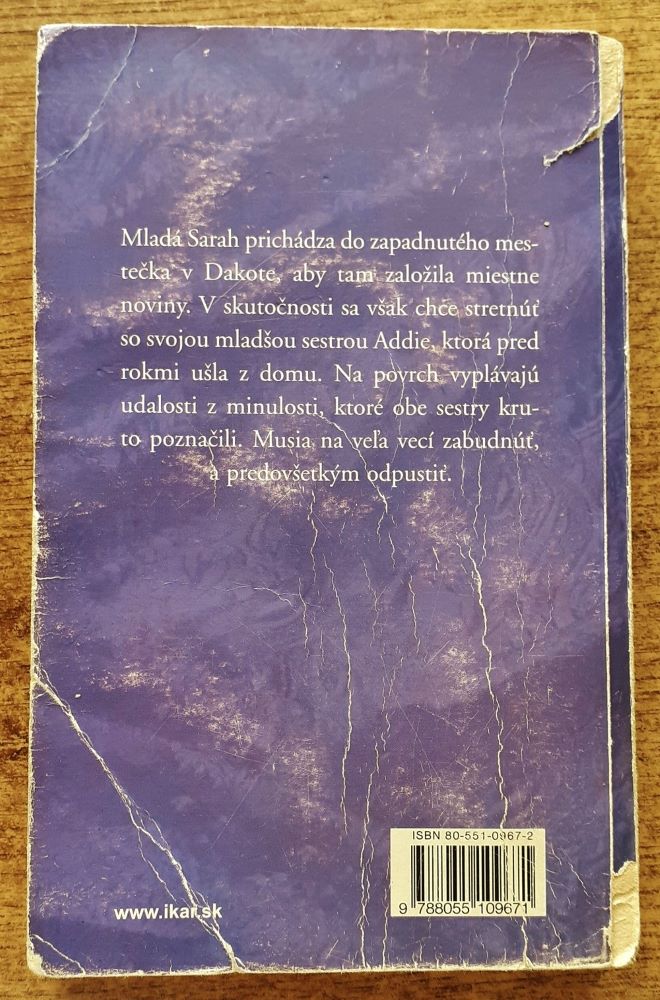 Mladá Sarah prichádza do zapadnutého mes-
tečka v Dakote, aby tam založila miestne
noviny. V skutočnosti sa však chce stretnúť
so svojou mladšou sestrou Addie, ktorá pred
rokmi ušla z domu. Na povrch vyplávajú
udalosti z minulosti, ktoré obe sestry kru-
to poznačili. Musia na veľa vecí zabudnúť,
a predovšetkým odpustiť.
ISBN 80-551-0967-2
9 788055 109671
www.ikar.sk